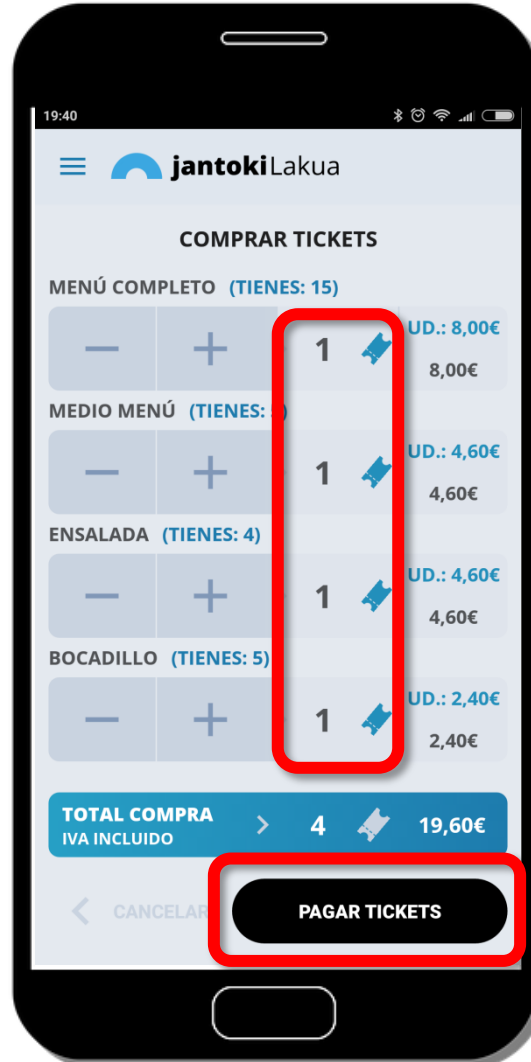 19:40
jantokiLakua
COMPRAR TICKETS
MENÚ COMPLETO (TIENES: 15)
— + 1 UD.: 8,00€
8,00€
MEDIO MENÚ (TIENES:
— + 1 UD.: 4,60€
4,60€
ENSALADA (TIENES: 4)
— + 1 UD.: 4,60€
4,60€
BOCADILLO (TIENES: 5)
— + 1 UD.: 2,40€
2,40€
TOTAL COMPRA > 4 19,60€
IVA INCLUIDO
CANCELAR PAGAR TICKETS